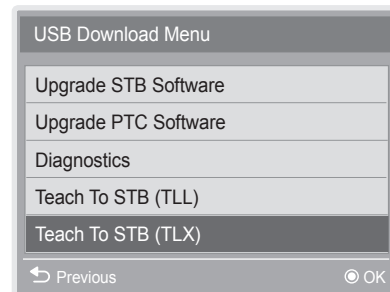 USB Download Menu
Upgrade STB Software
Upgrade PTC Software
Diagnostics
Teach To STB (TLL)
Teach To STB (TLX)
Previous OK